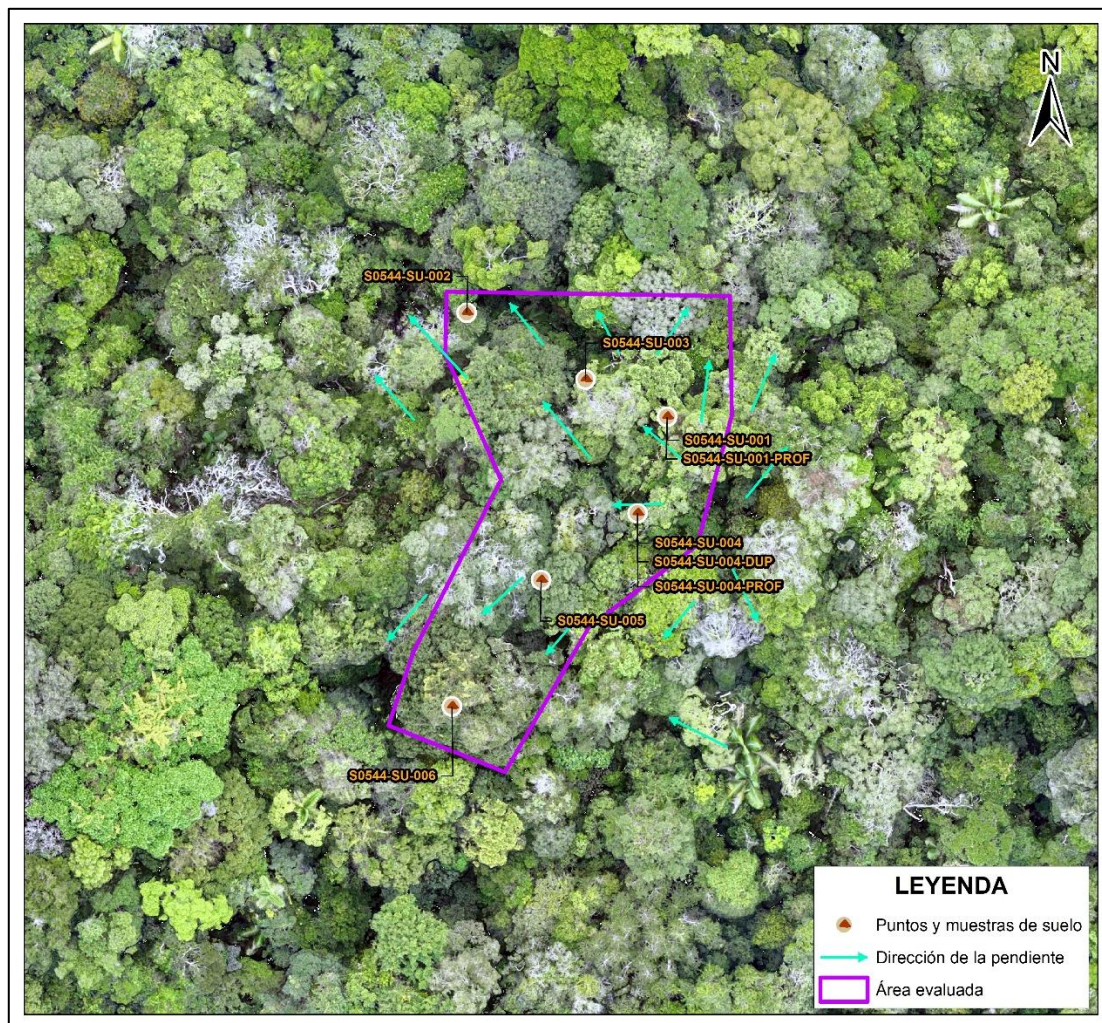 N
S0544-SU-002
S0544-SU-003
S0544-SU-001
S0544-SU-001-PROF
S0544-SU-004
S0544-SU-004-DUP
S0544-SU-004-PROF
S0544-SU-005
S0544-SU-006
LEYENDA
Puntos y muestras de suelo
Dirección de la pendiente
Área evaluada